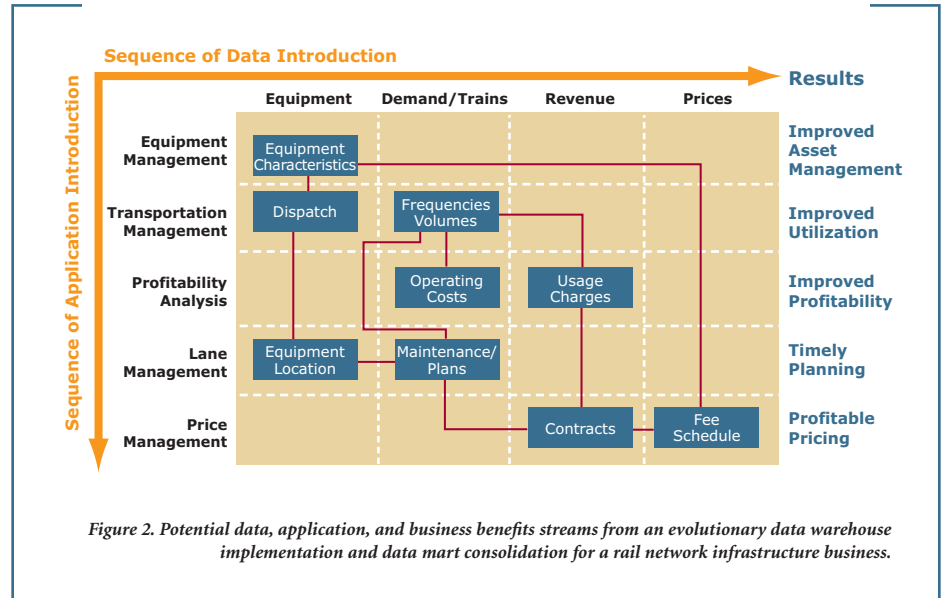 Sequence of Data Introduction
Sequence of Application Introduction
Results
Equipment
Demand/Trains
Revenue
Prices
Equipment
Management
Equipment
Characteristics
Improved
Asset
Management
Transportation
Management
Dispatch
Frequencies
Volumes
Improved
Utilization
Profitability
Analysis
Operating
Costs
Usage
Charges
Improved
Profitability
Lane
Management
Equipment
Location
Maintenance/
Plans
Timely
Planning
Price
Management
Contracts
Fee
Schedule
Profitable
Pricing
Figure 2. Potential data, application, and business benefits streams from an evolutionary data warehouse
implementation and data mart consolidation for a rail network infrastructure business.